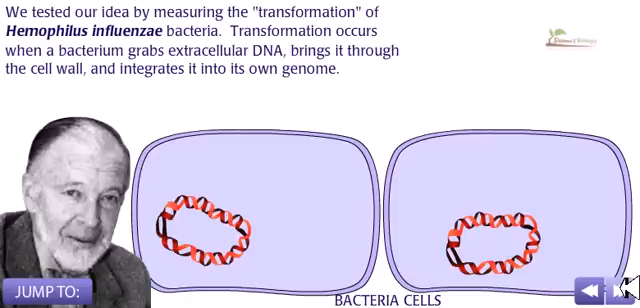 We tested our idea by measuring the "transformation" of
Hemophilus influenzae bacteria. Transformation occurs
when a bacterium grabs extracellular DNA, brings it through
the cell wall, and integrates it into its own genome.
JUMP TO:
BACTERIA CELLS